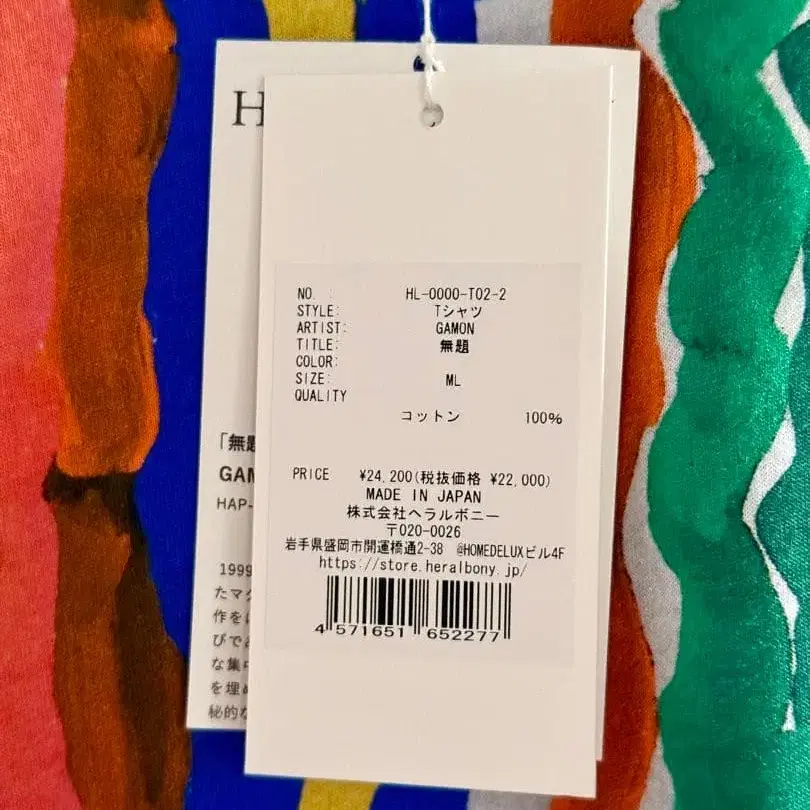 H
NO. : HL-0000-T02-2
STYLE: Tシャツ
ARTIST: GAMON
TITLE: 無題
COLOR:
SIZE: ML
QUALITY
コットン 100%
PRICE ¥24,200(税抜価格 ¥22,000)
MADE IN JAPAN
株式会社ヘラルボニー
〒020-0026
岩手県盛岡市開運橋通2-38 @HOMEDELUXビル4F
https://store.heralbony.jp/
4 571651 652277
「無題
GAM
HAP-
1999
たマク
作を
びで
な集中
を埋め
秘的な